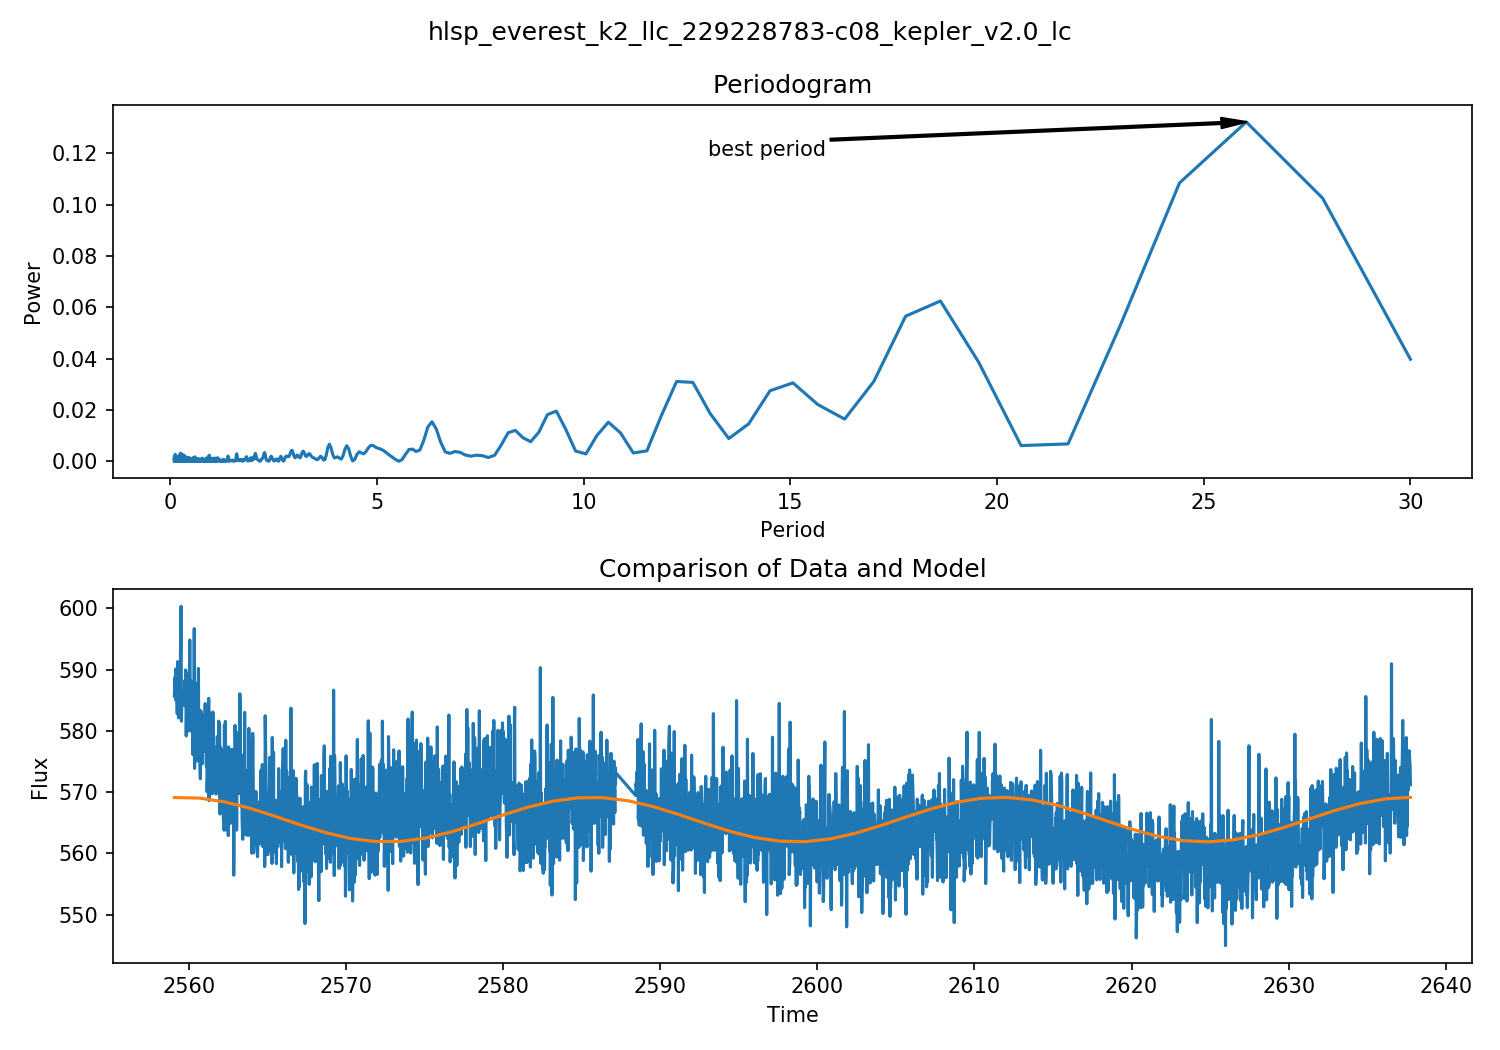 hlsp_everest_k2_llc_229228783-c08_kepler_v2.0_lc
Periodogram
best period
0.12
0.10
0.08
0.06
0.04
0.02
0.00
Power
0 5 10 15 20 25 30
Period
Comparison of Data and Model
600
590
580
570
560
550
Flux
2560 2570 2580 2590 2600 2610 2620 2630 2640
Time